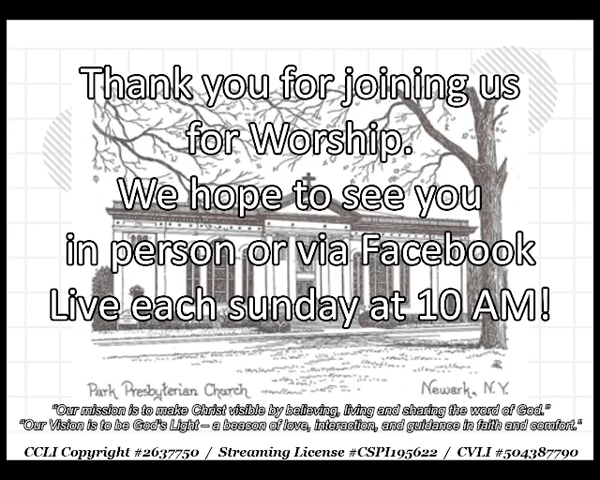 Thank you for joining us
for Worship.
We hope to see you
in person or via Facebook
Live each sunday at 10 AM!
Park Presbyterian Church Newark, N.Y.
"Our mission is to make Christ visible by believing, living and sharing the word of God."
"Our Vision is to be God's Light – a beacon of love, interaction, and guidance in faith and comfort."
CCLI Copyright #2637750 / Streaming License #CSPI195622 / CVLI #504387790